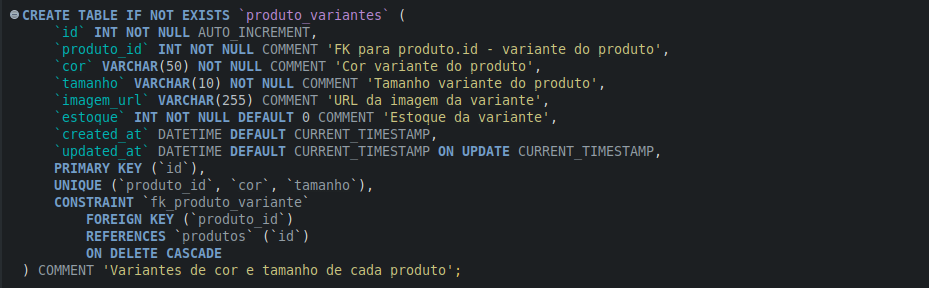 CREATE TABLE IF NOT EXISTS `produto_variantes` (
    `id` INT NOT NULL AUTO_INCREMENT,
    `produto_id` INT NOT NULL COMMENT 'FK para produto.id - variante do produto',
    `cor` VARCHAR(50) NOT NULL COMMENT 'Cor variante do produto',
    `tamanho` VARCHAR(10) NOT NULL COMMENT 'Tamanho variante do produto',
    `imagem_url` VARCHAR(255) COMMENT 'URL da imagem da variante',
    `estoque` INT NOT NULL DEFAULT 0 COMMENT 'Estoque da variante',
    `created_at` DATETIME DEFAULT CURRENT_TIMESTAMP,
    `updated_at` DATETIME DEFAULT CURRENT_TIMESTAMP ON UPDATE CURRENT_TIMESTAMP,
    PRIMARY KEY (`id`),
    UNIQUE (`produto_id`, `cor`, `tamanho`),
    CONSTRAINT `fk_produto_variante`
        FOREIGN KEY (`produto_id`)
        REFERENCES `produtos` (`id`)
        ON DELETE CASCADE
) COMMENT 'Variantes de cor e tamanho de cada produto';